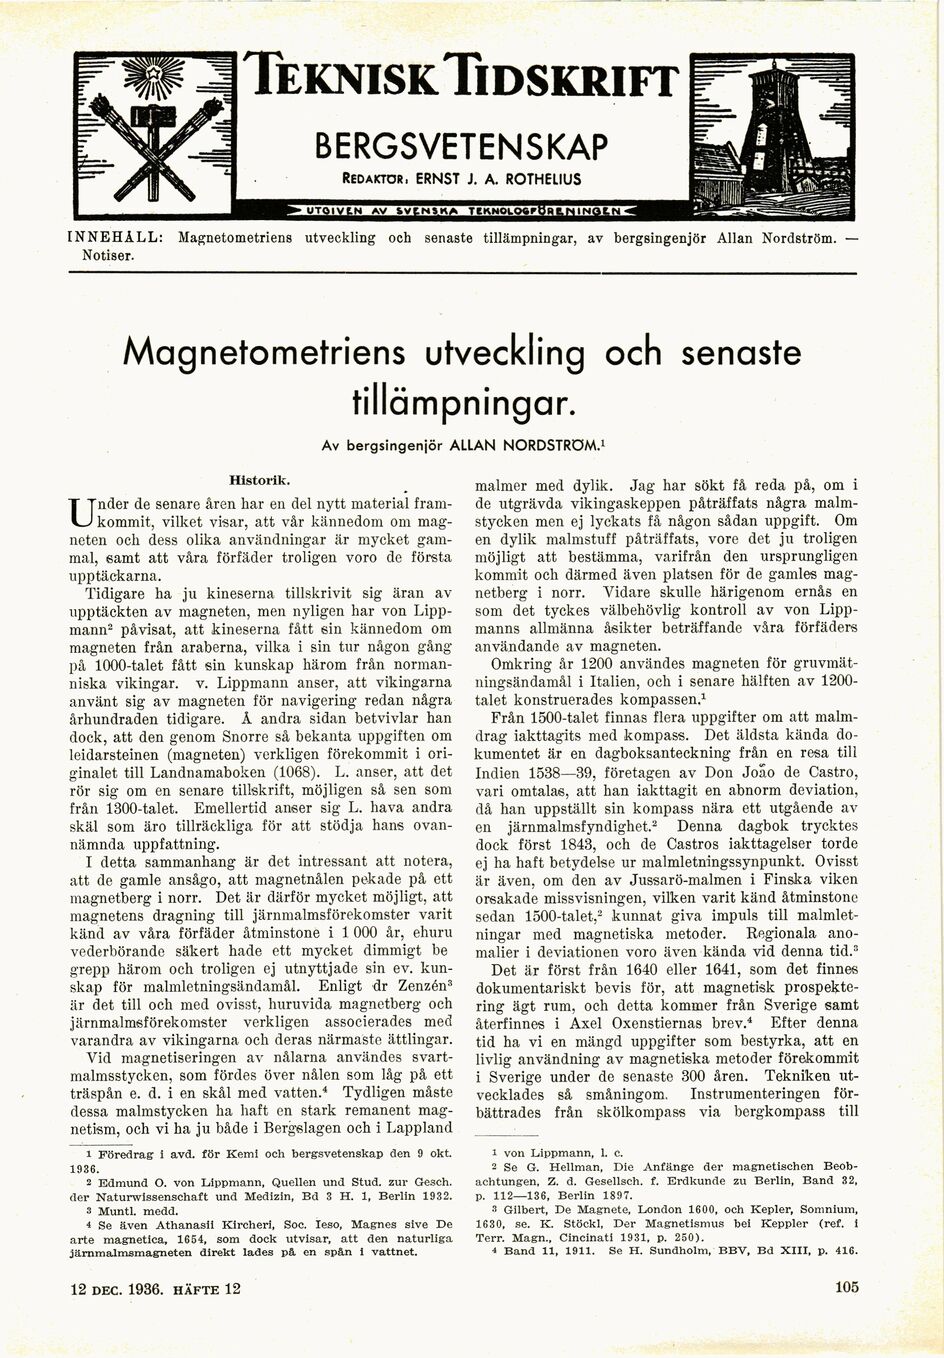 TEKNISK TIDSKRIFT
BERGSVETENSKAP
REDAKTÖR: ERNST J. A. ROTHELIUS
UTGIVEN AV SVENSKA TEKNOLOGFÖRENINGEN
INNEHÅLL: Magnetometriens utveckling och senaste tillämpningar, av bergsingenjör Allan Nordström. —
Notiser.
Magnetometriens utveckling och senaste
tillämpningar.
Av bergsingenjör ALLAN NORDSTRÖM.¹
Historik.
Under de senare åren har en del nytt material fram-
kommit, vilket visar, att vår kännedom om mag-
neten och dess olika användningar är mycket gam-
mal, samt att våra förfäder troligen voro de första
upptäckarna.
Tidigare ha ju kineserna tillskrivit sig äran av
upptäckten av magneten, men nyligen har von Lipp-
mann² påvisat, att kineserna fått sin kännedom om
magneten från araberna, vilka i sin tur någon gång
på 1000-talet fått sin kunskap härom från norman-
niska vikingar. v. Lippmann anser, att vikingarna
använt sig av magneten för navigering redan några
århundraden tidigare. Å andra sidan betvivlar han
dock, att den genom Snorre så bekanta uppgiften om
leidarsteinen (magneten) verkligen förekommit i ori-
ginalet till Landnamaboken (1068). L. anser, att det
rör sig om en senare tillskrift, möjligen så sen som
från 1300-talet. Emellertid anser sig L. hava andra
skäl som äro tillräckliga för att stödja hans ovan-
nämnda uppfattning.
I detta sammanhang är det intressant att notera,
att de gamle ansågo, att magnetnålen pekade på ett
magnetberg i norr. Det är därför mycket möjligt, att
magnetens dragning till järnmalmsförekomster varit
känd av våra förfäder åtminstone i 1 000 år, ehuru
vederbörande säkert hade ett mycket dimmigt be
grepp härom och troligen ej utnyttjade sin ev. kun-
skap för malmletningsändamål. Enligt dr Zenzén³
är det till och med ovisst, huruvida magnetberg och
järnmalmsförekomster verkligen associerades med
varandra av vikingarna och deras närmaste ättlingar.
Vid magnetiseringen av nålarna användes svart-
malmsstycken, som fördes över nålen som låg på ett
träspån e. d. i en skål med vatten.⁴ Tydligen måste
dessa malmstycken ha haft en stark remanent mag-
netism, och vi ha ju både i Bergslagen och i Lappland
1 Föredrag i avd. för Kemi och bergsvetenskap den 9 okt.
1936.
2 Edmund O. von Lippmann, Quellen und Stud. zur Gesch.
der Naturwissenschaft und Medizin, Bd 3 H. 1, Berlin 1932.
3 Muntl. medd.
4 Se även Athanasii Kircheri, Soc. Ieso, Magnes sive De
arte magnetica, 1654, som dock utvisar, att den naturliga
järnmalmsmagneten direkt lades på en spån i vattnet.
malmer med dylik. Jag har sökt få reda på, om i
de utgrävda vikingaskeppen påträffats några malm-
stycken men ej lyckats få någon sådan uppgift. Om
en dylik malmstuff påträffats, vore det ju troligen
möjligt att bestämma, varifrån den ursprungligen
kommit och därmed även platsen för de gamles mag-
netberg i norr. Vidare skulle härigenom ernås en
som det tyckes välbehövlig kontroll av von Lipp-
manns allmänna åsikter beträffande våra förfäders
användande av magneten.
Omkring år 1200 användes magneten för gruvmät-
ningsändamål i Italien, och i senare hälften av 1200-
talet konstruerades kompassen.¹
Från 1500-talet finnas flera uppgifter om att malm-
drag iakttagits med kompass. Det äldsta kända do-
kumentet är en dagboksanteckning från en resa till
Indien 1538—39, företagen av Don João de Castro,
vari omtalas, att han iakttagit en abnorm deviation,
då han uppställt sin kompass nära ett utgående av
en järnmalmsfyndighet.² Denna dagbok trycktes
dock först 1843, och de Castros iakttagelser torde
ej ha haft betydelse ur malmletningssynpunkt. Ovisst
är även, om den av Jussarö-malmen i Finska viken
orsakade missvisningen, vilken varit känd åtminstone
sedan 1500-talet,² kunnat giva impuls till malmlet-
ningar med magnetiska metoder. Regionala ano-
malier i deviationen voro även kända vid denna tid.³
Det är först från 1640 eller 1641, som det finnes
dokumentariskt bevis för, att magnetisk prospekte-
ring ägt rum, och detta kommer från Sverige samt
återfinnes i Axel Oxenstiernas brev.⁴ Efter denna
tid ha vi en mängd uppgifter som bestyrka, att en
livlig användning av magnetiska metoder förekommit
i Sverige under de senaste 300 åren. Tekniken ut-
vecklades så småningom. Instrumenteringen för-
bättrades från skölkompass via bergkompass till
1 von Lippmann, l. c.
2 Se G. Hellman, Die Anfänge der magnetischen Beob-
achtungen, Z. d. Gesellsch. f. Erdkunde zu Berlin, Band 32,
p. 112—136, Berlin 1897.
3 Gilbert, De Magnete, London 1600, och Kepler, Somnium,
1630, se. K. Stöckl, Der Magnetismus bei Keppler (ref. i
Terr. Magn., Cincinati 1931, p. 250).
4 Band 11, 1911. Se H. Sundholm, BBV, Bd XIII, p. 416.
12 DEC. 1936. HÄFTE 12
105